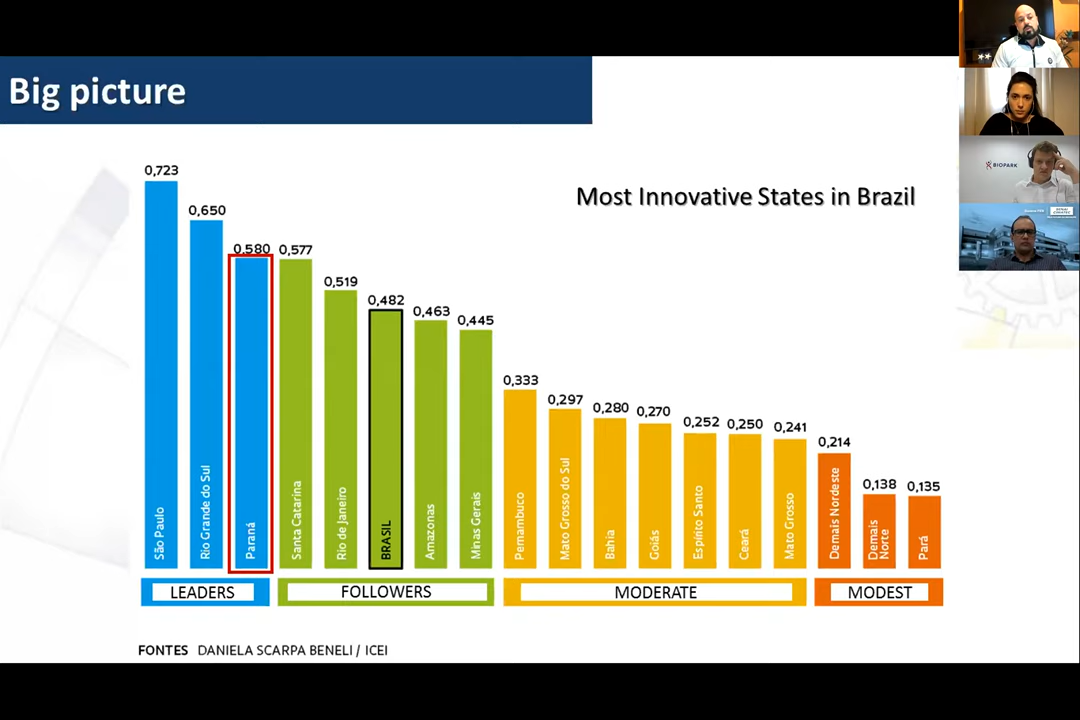 Big picture
Most Innovative States in Brazil
0,723
0,650
0,580
0,577
0,519
0,482
0,463
0,445
0,333
0,297
0,280
0,270
0,252
0,250
0,241
0,214
0,138
0,135
São Paulo
Rio Grande do Sul
Paraná
Santa Catarina
Rio de Janeiro
BRASIL
Amazonas
Minas Gerais
Pernambuco
Mato Grosso do Sul
Bahia
Goiás
Espírito Santo
Ceará
Mato Grosso
Demais Nordeste
Demais
Norte
Pará
LEADERS
FOLLOWERS
MODERATE
MODEST
FONTES DANIELA SCARPA BENELI / ICEI
BIOPARK